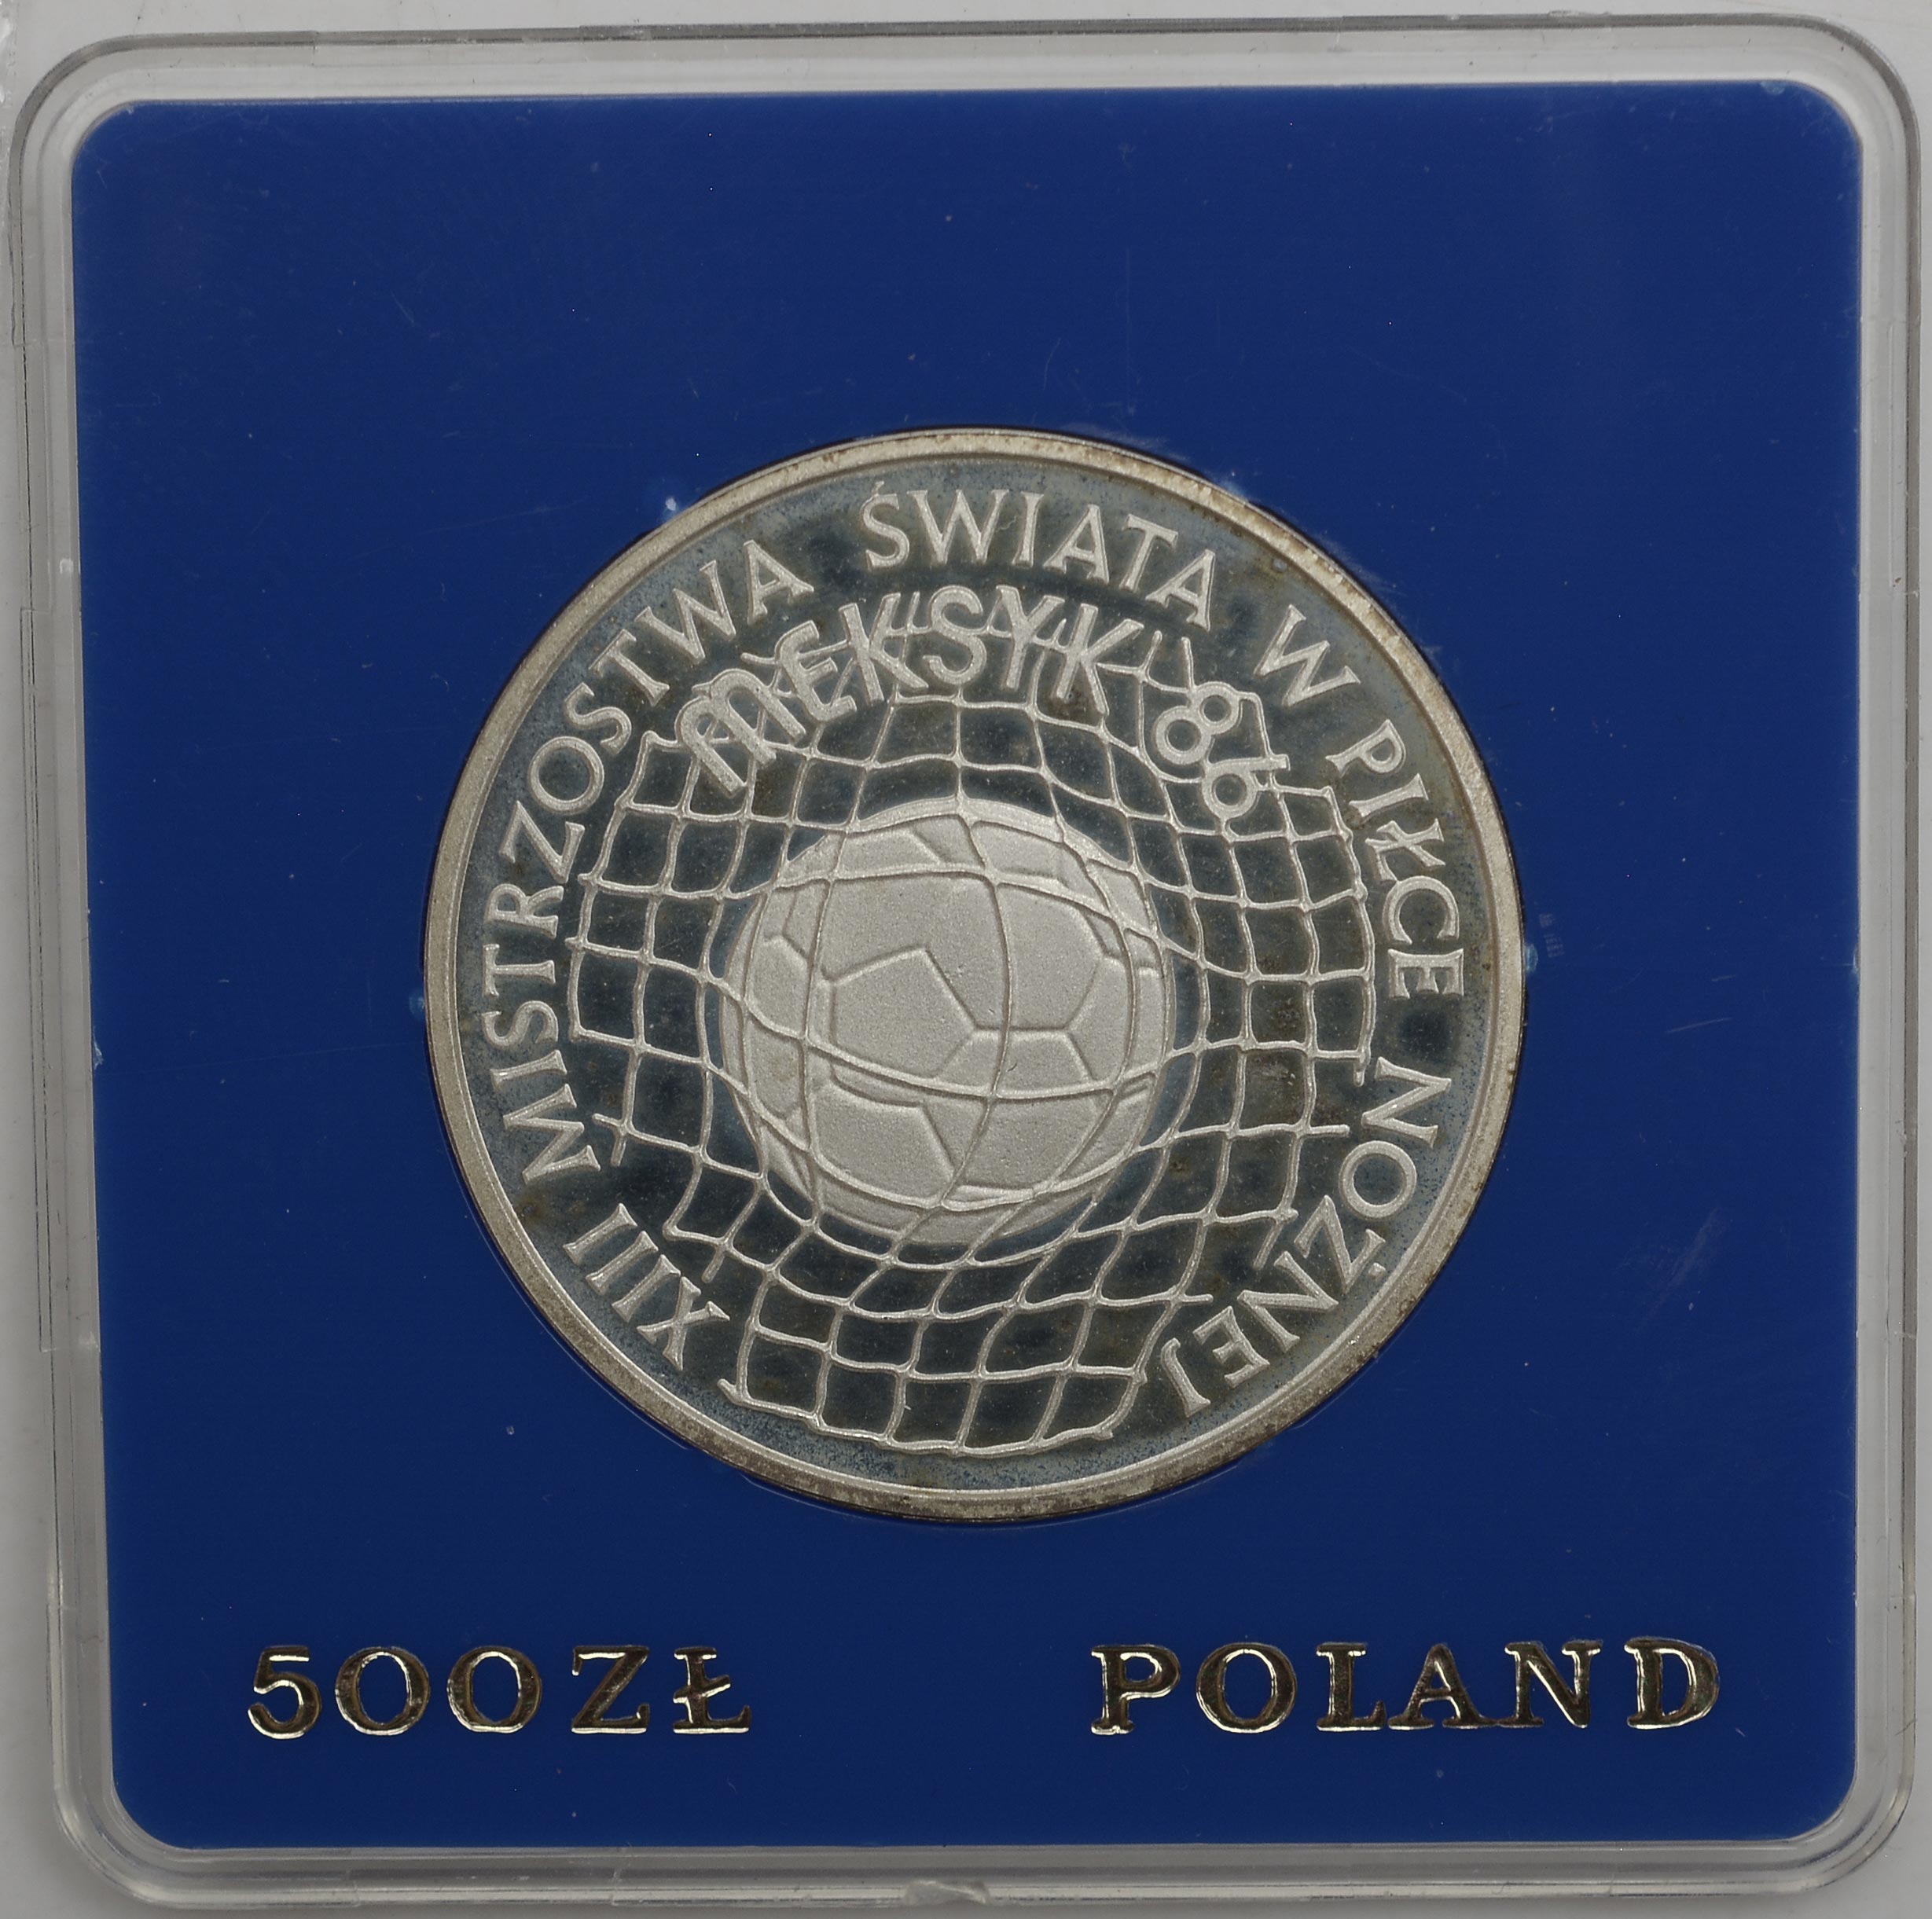 XIII MISTRZOSTWA ŚWIATA W PIŁCE NOŻNEJ
MEKSYK '86
500 ZŁ
POLAND